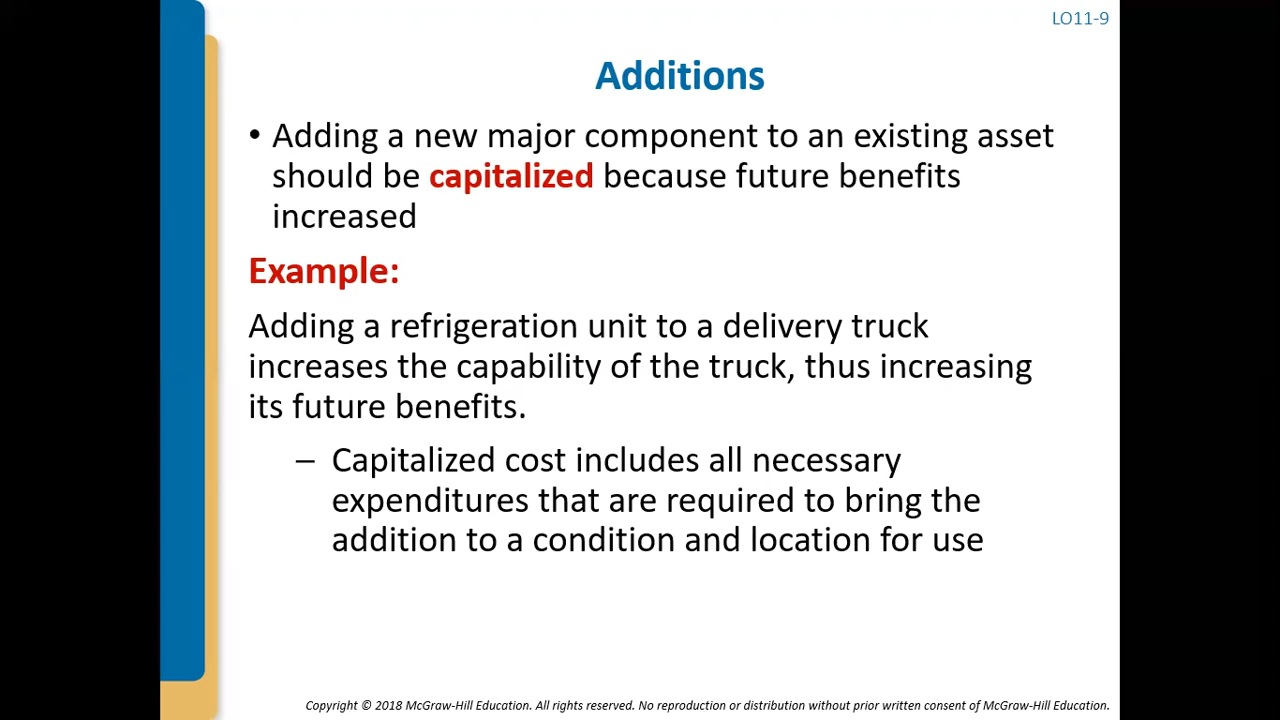 LO11-9
Additions
• Adding a new major component to an existing asset
should be capitalized because future benefits
increased
Example:
Adding a refrigeration unit to a delivery truck
increases the capability of the truck, thus increasing
its future benefits.
– Capitalized cost includes all necessary
expenditures that are required to bring the
addition to a condition and location for use
Copyright © 2018 McGraw-Hill Education. All rights reserved. No reproduction or distribution without prior written consent of McGraw-Hill Education.